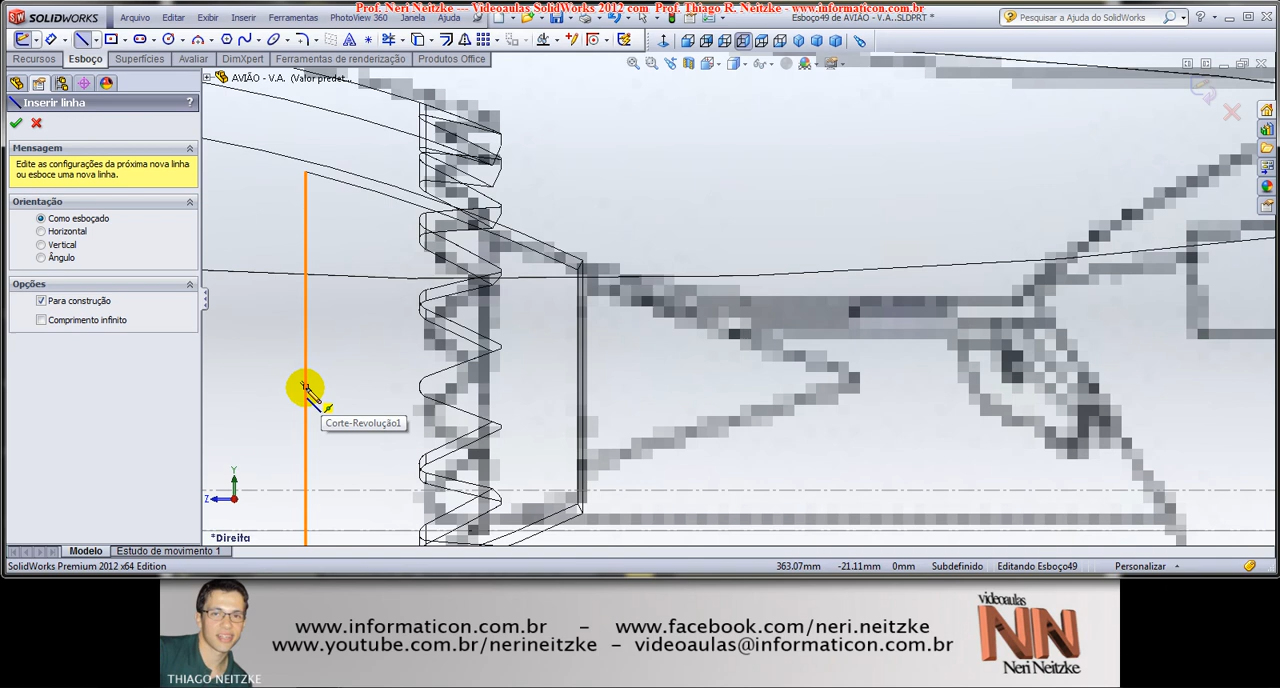 Prof. Neri Neitzke --- Videoaulas SolidWorks 2012 com Prof. Thiago R. Neitzke - www.informaticon.com.br
SOLIDWORKS
Arquivo Editar Exibir Inserir Ferramentas PhotoView 360 Janela Ajuda
Esboço49 de AVIÃO - V.A..SLDPRT *
Pesquisar a Ajuda do SolidWorks
Recursos Esboço Superfícies Avaliar DimXpert Ferramentas de renderização Produtos Office
AVIÃO - V.A. (Valor predet...
Inserir linha ?
Mensagem
Edite as configurações da próxima nova linha
ou esboce uma nova linha.
Orientação
Como esboçado
Horizontal
Vertical
Ângulo
Opções
Para construção
Comprimento infinito
Corte-Revolução1
Y
Z
*Direita
Modelo Estudo de movimento 1
SolidWorks Premium 2012 x64 Edition
363.07mm -21.11mm 0mm Subdefinido Editando Esboço49 Personalizar
www.informaticon.com.br - www.facebook.com/neri.neitzke
www.youtube.com.br/nerineitzke - videoaulas@informaticon.com.br
THIAGO NEITZKE
videoaulas
NN
Neri Neitzke